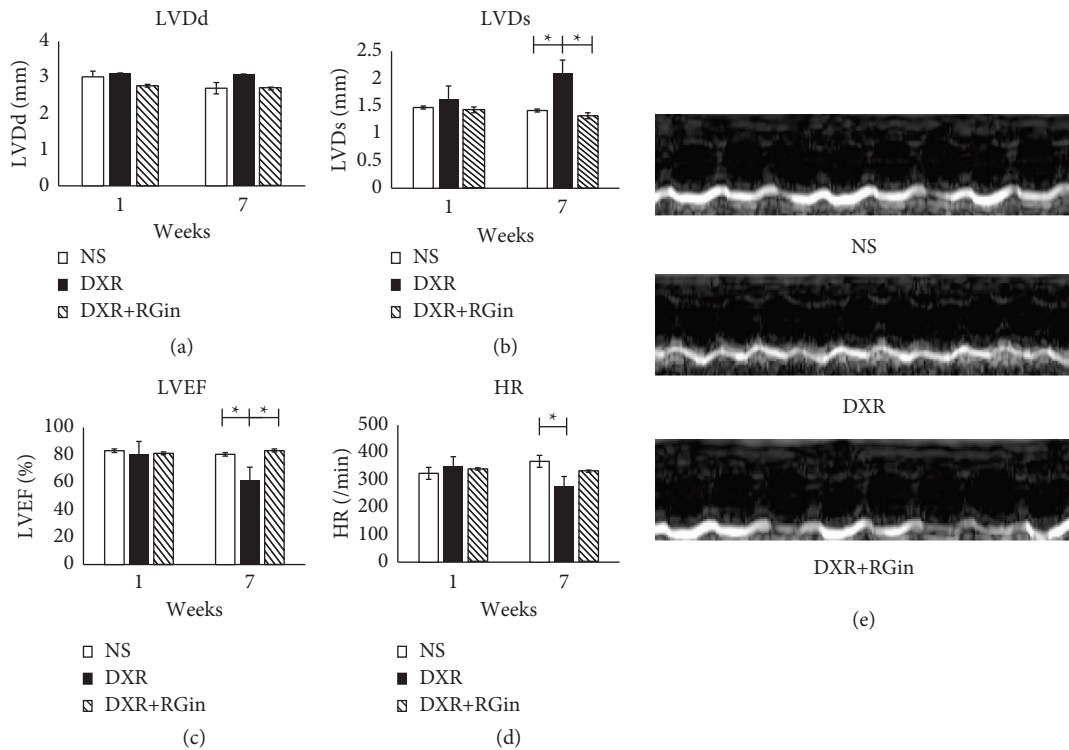 LVDd
LVDd (mm)
4
3
2
1
0
1
7
Weeks
NS
DXR
DXR+RGin
(a)
LVDs
LVDs (mm)
2.5
2
1.5
1
0.5
0
* *
1
7
Weeks
NS
DXR
DXR+RGin
(b)
LVEF
LVEF (%)
100
80
60
40
20
0
* *
1
7
Weeks
NS
DXR
DXR+RGin
(c)
HR
HR (/min)
500
400
300
200
100
0
*
1
7
Weeks
NS
DXR
DXR+RGin
(d)
NS
DXR
DXR+RGin
(e)